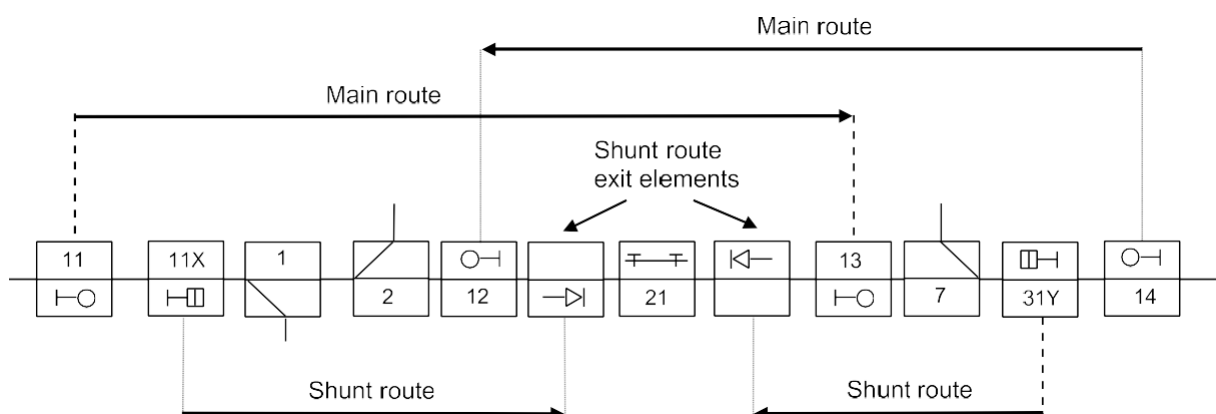 Main route
Main route
Shunt route
exit elements
11 11X 1 13
2 12 21 7 31Y 14
Shunt route Shunt route